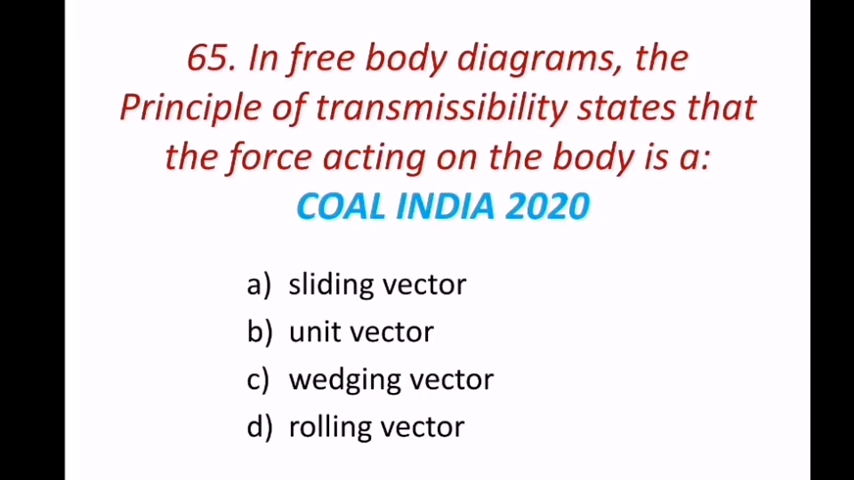 65. In free body diagrams, the
Principle of transmissibility states that
the force acting on the body is a:
COAL INDIA 2020
a) sliding vector
b) unit vector
c) wedging vector
d) rolling vector